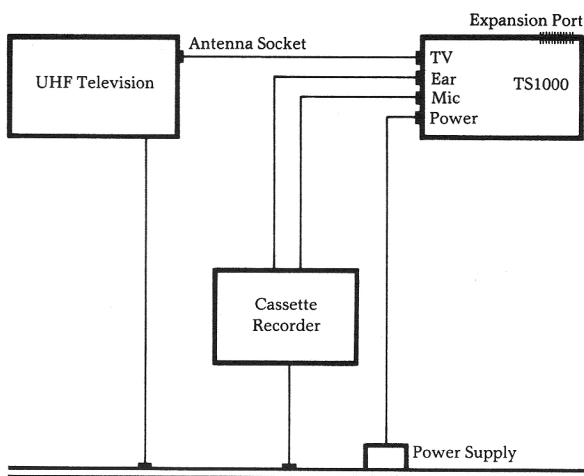 Expansion Port
Antenna Socket
TV
UHF Television
Ear
TS1000
Mic
Power
Cassette
Recorder
Power Supply